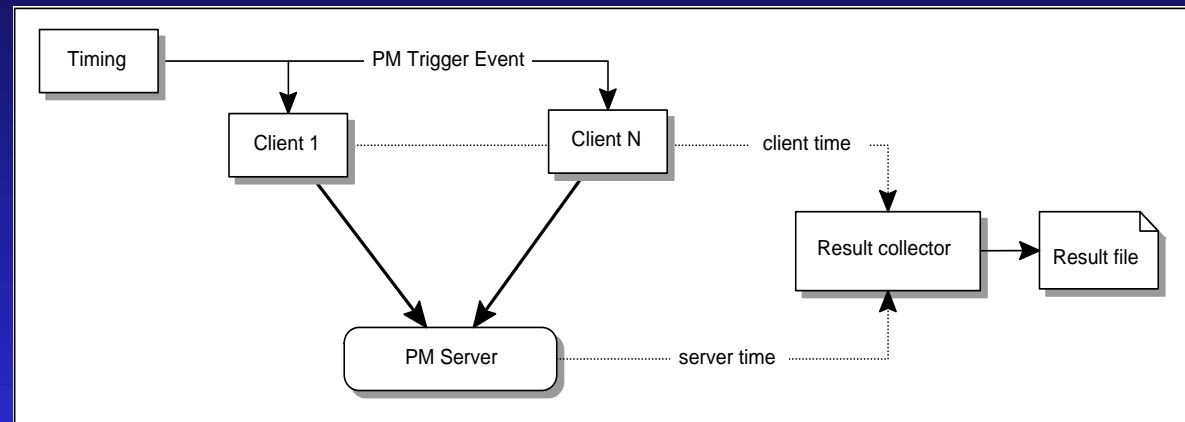 Timing
PM Trigger Event
Client 1
Client N
client time
Result collector
Result file
PM Server
server time